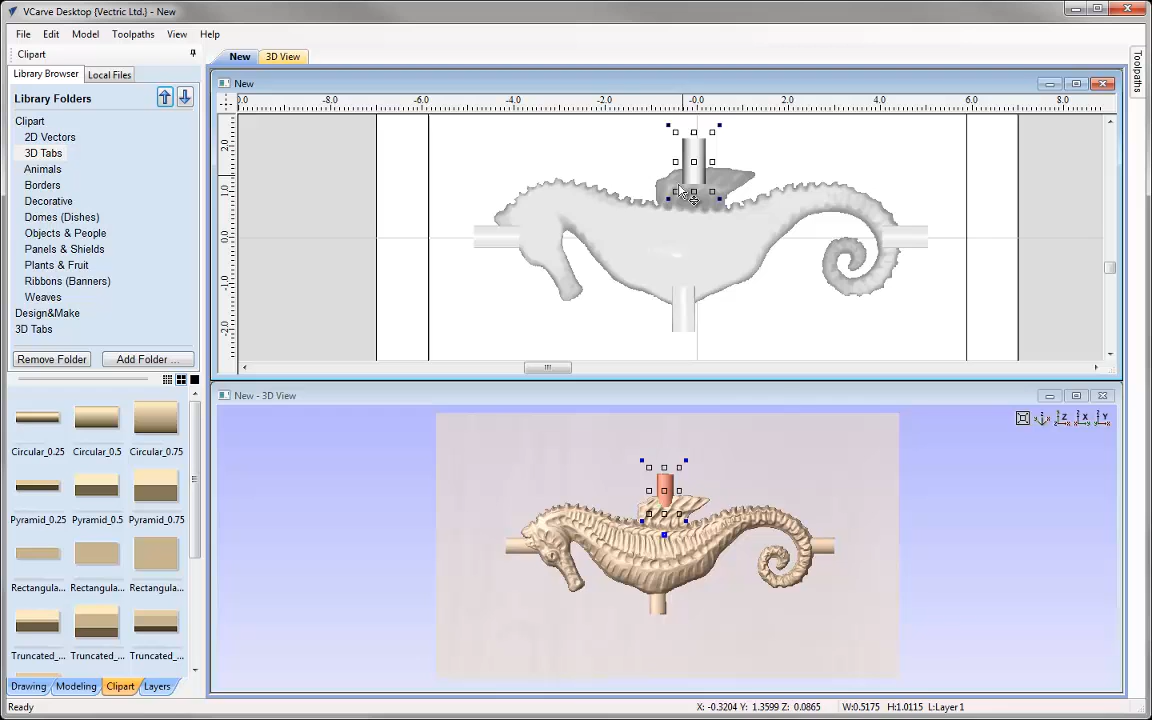 VCarve Desktop {Vectric Ltd.} - New
File Edit Model Toolpaths View Help
Clipart
New 3D View
Library Browser Local Files
Library Folders
Clipart
2D Vectors
3D Tabs
Animals
Borders
Decorative
Domes (Dishes)
Objects & People
Panels & Shields
Plants & Fruit
Ribbons (Banners)
Weaves
Design&Make
3D Tabs
Remove Folder Add Folder ...
Circular_0.25 Circular_0.5 Circular_0.75
Pyramid_0.25 Pyramid_0.5 Pyramid_0.75
Rectangula... Rectangula... Rectangula...
Truncated_... Truncated_... Truncated_...
Drawing Modeling Clipart Layers
New
0.0 -8.0 -6.0 -4.0 -2.0 -0.0 2.0 4.0 6.0 8.0
2.0
1.0
0.0
-1.0
-2.0
New - 3D View
Z X Y
Toolpaths
Ready
X: -0.3204 Y: 1.3599 Z: 0.0865 W:0.5175 H:1.0115 L:Layer 1